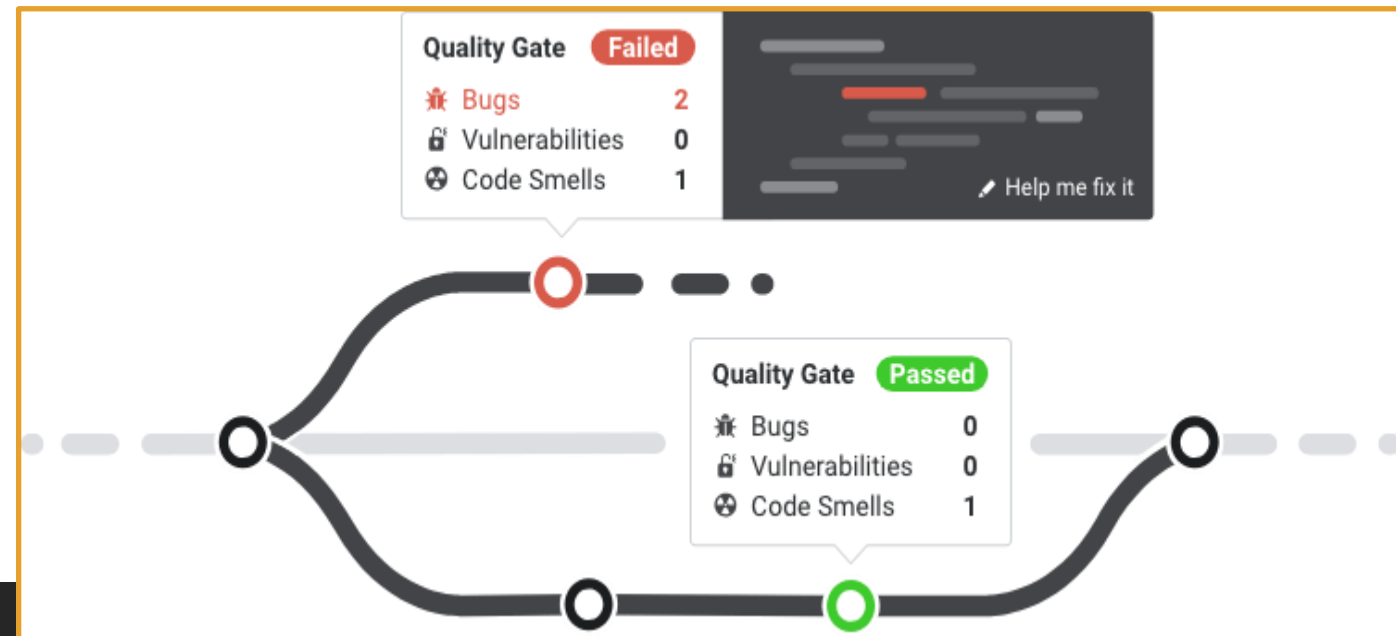 Quality Gate Failed
Bugs 2
Vulnerabilities 0
Code Smells 1
Help me fix it
Quality Gate Passed
Bugs 0
Vulnerabilities 0
Code Smells 1